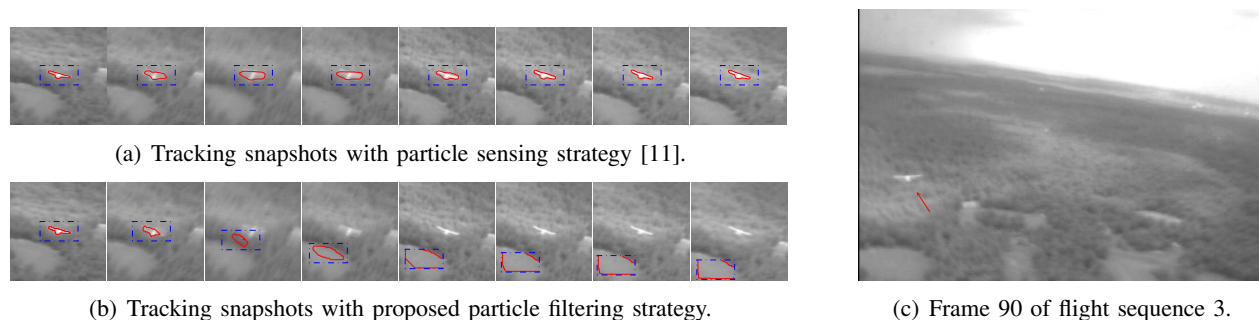 (a) Tracking snapshots with particle sensing strategy [11].
(b) Tracking snapshots with proposed particle filtering strategy.
(c) Frame 90 of flight sequence 3.